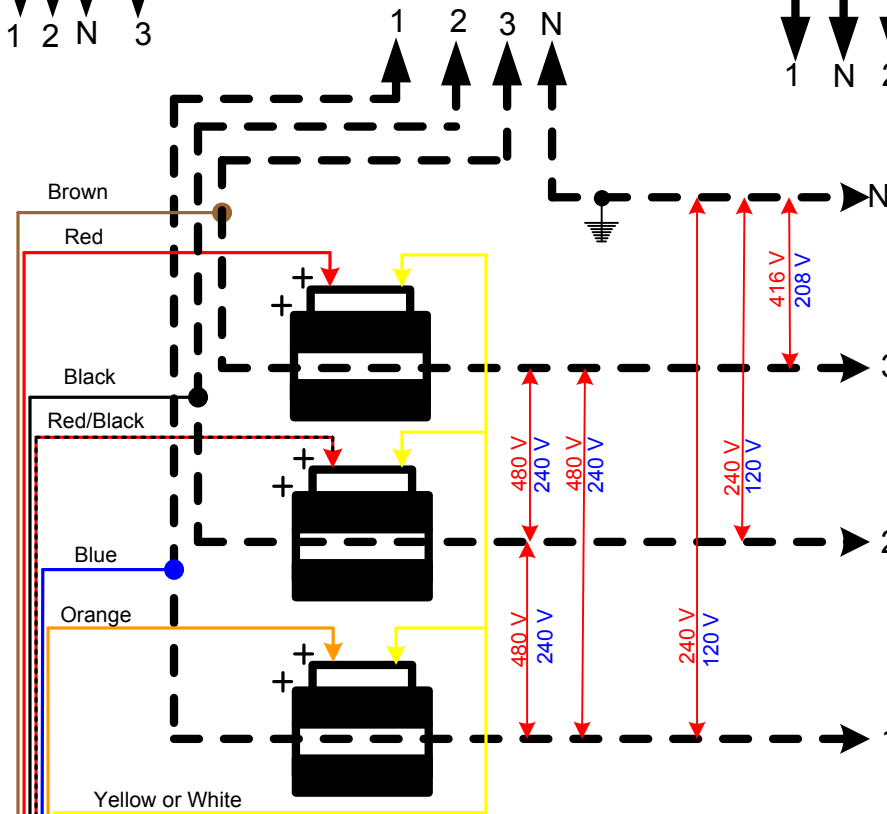 1 2 N 3
1 2 3 N
1 N 2
Brown
N
Red
416 V
208 V
3
Black
Red/Black
480 V
240 V
480 V
240 V
240 V
120 V
2
Blue
Orange
480 V
240 V
240 V
120 V
1
Yellow or White
+
+
+
+
+
+